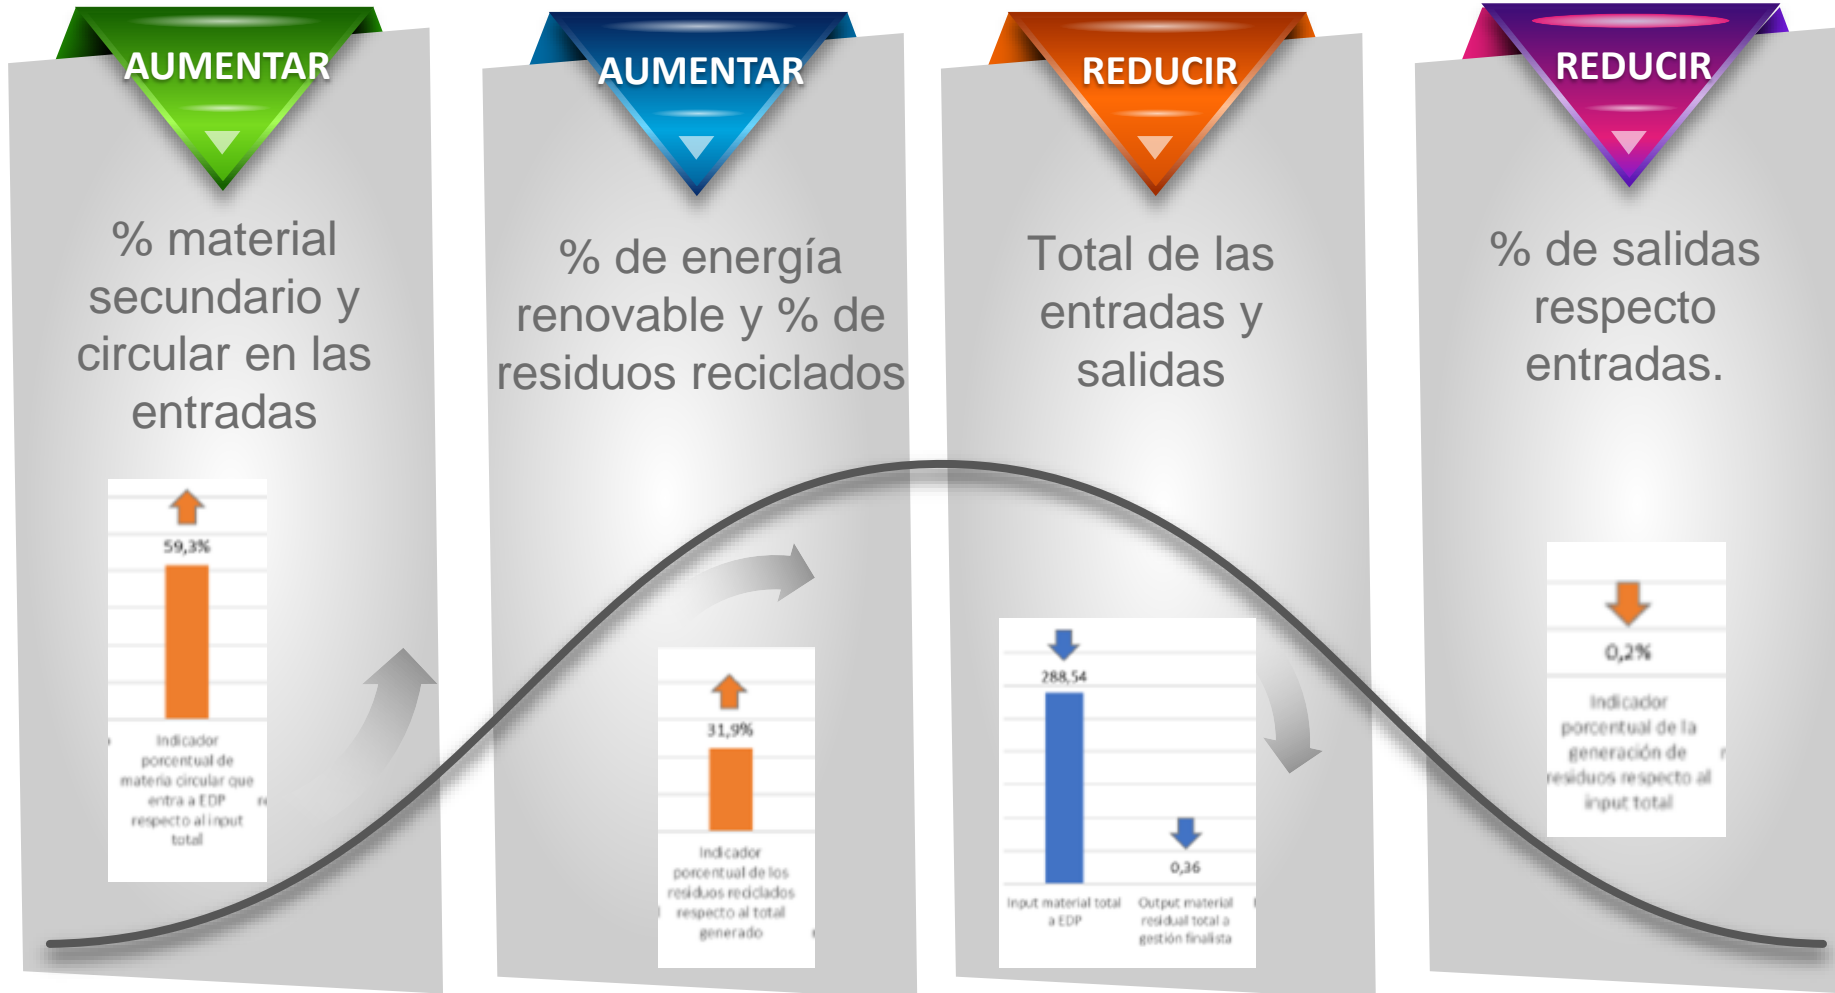 AUMENTAR
% material
secundario y
circular en las
entradas
59,3%
Indicador
porcentual de
materia circular que
entra a EDP
respecto al input
total
AUMENTAR
% de energía
renovable y % de
residuos reciclados
31,9%
Indicador
porcentual de los
residuos reciclados
respecto al total
generado
REDUCIR
Total de las
entradas y
salidas
288,54
0,36
Input material total
a EDP
Output material
residual total a
gestión finalista
REDUCIR
% de salidas
respecto
entradas.
0,2%
Indicador
porcentual de la
generación de
residuos respecto al
input total